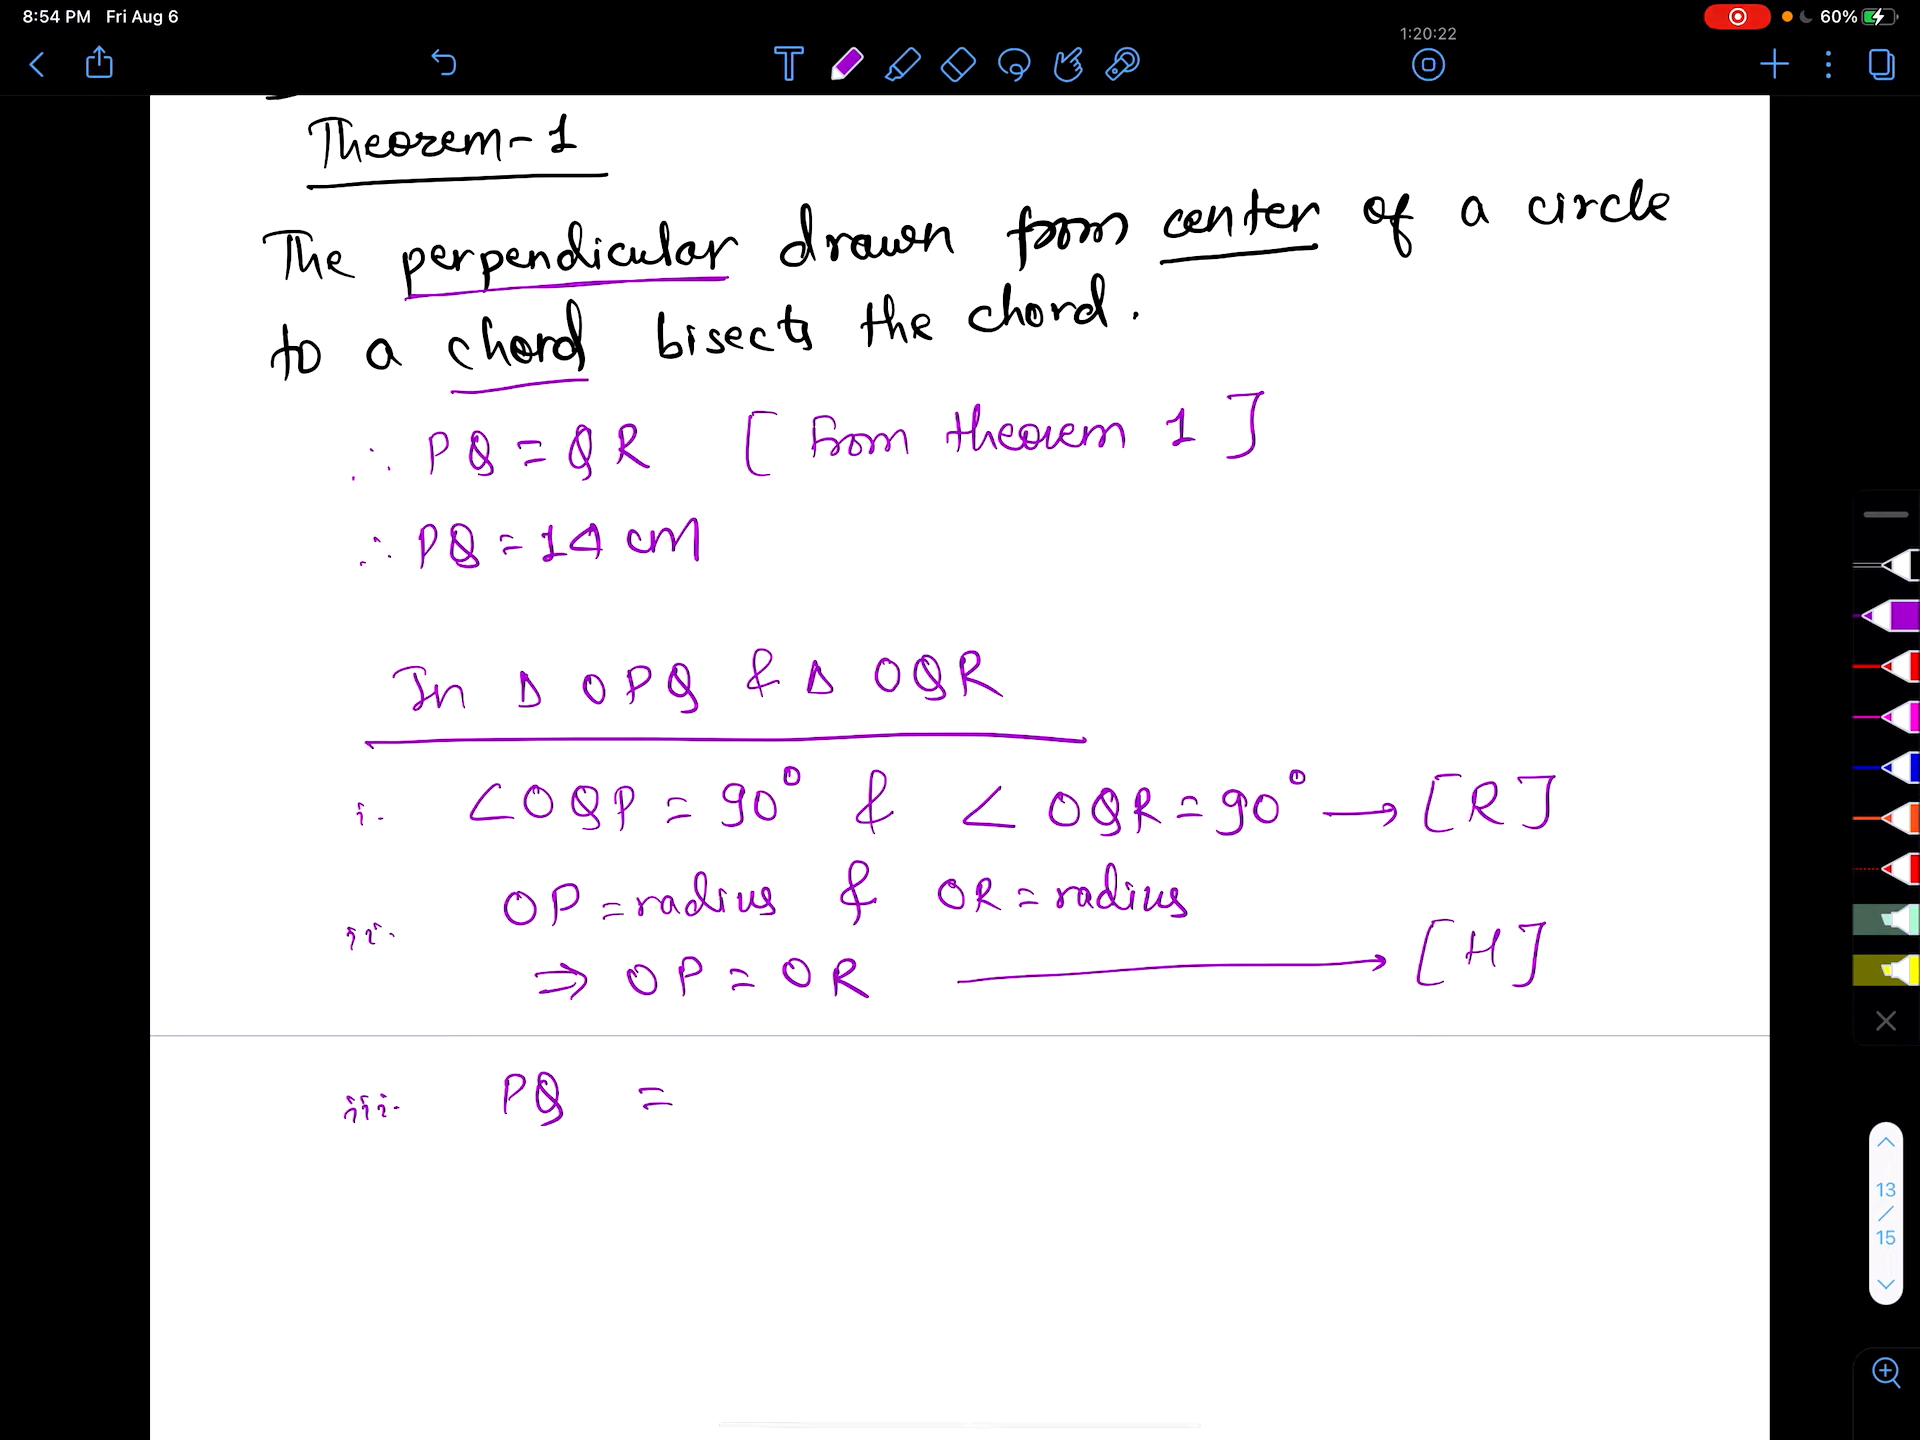 8:54 PM Fri Aug 6
60%
1:20:22
Theorem-1
The perpendicular drawn from center of a circle
to a chord bisects the chord.
∴ PQ = QR [From theorem 1]
∴ PQ = 14 cm
In Δ OPQ & Δ OQR
i. ∠OQP = 90° & ∠OQR = 90° → [R]
ii. OP = radius & OR = radius
⇒ OP = OR → [H]
iii. PQ =
13
/
15